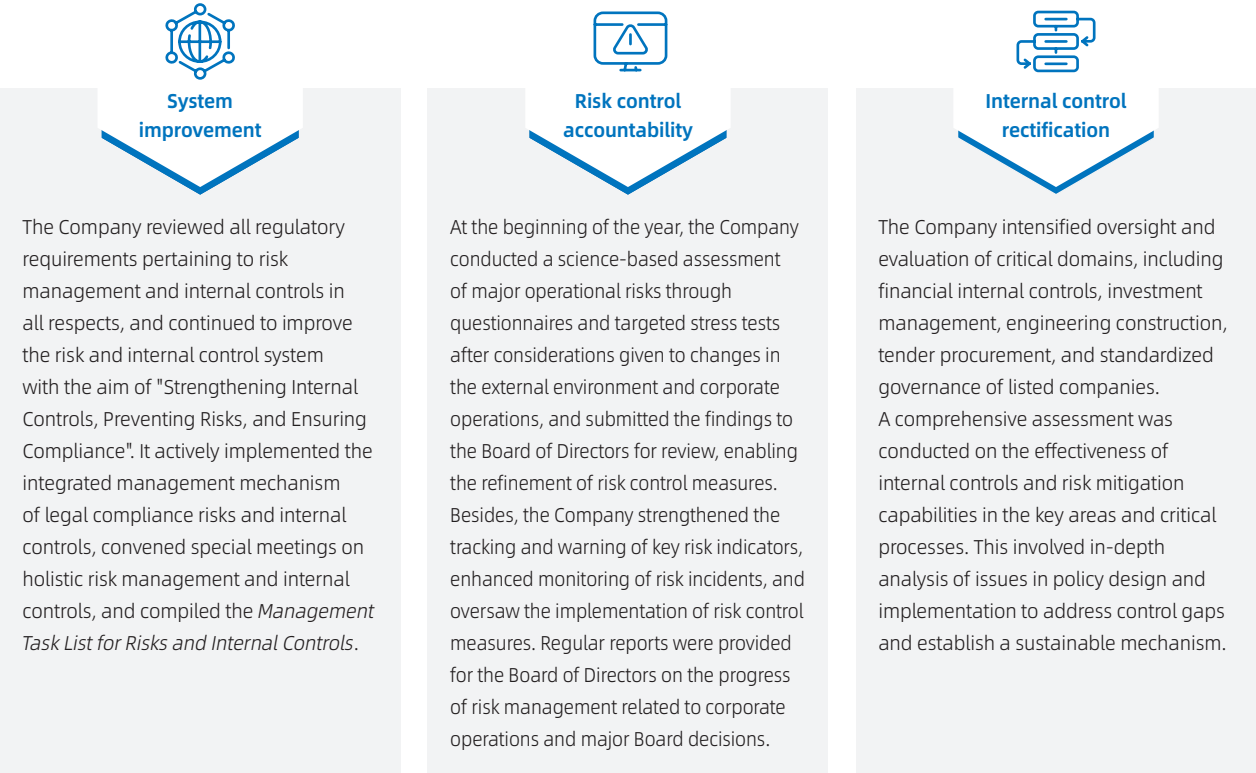 System
improvement
The Company reviewed all regulatory
requirements pertaining to risk
management and internal controls in
all respects, and continued to improve
the risk and internal control system
with the aim of "Strengthening Internal
Controls, Preventing Risks, and Ensuring
Compliance". It actively implemented the
integrated management mechanism
of legal compliance risks and internal
controls, convened special meetings on
holistic risk management and internal
controls, and compiled the Management
Task List for Risks and Internal Controls.
Risk control
accountability
At the beginning of the year, the Company
conducted a science-based assessment
of major operational risks through
questionnaires and targeted stress tests
after considerations given to changes in
the external environment and corporate
operations, and submitted the findings to
the Board of Directors for review, enabling
the refinement of risk control measures.
Besides, the Company strengthened the
tracking and warning of key risk indicators,
enhanced monitoring of risk incidents, and
oversaw the implementation of risk control
measures. Regular reports were provided
for the Board of Directors on the progress
of risk management related to corporate
operations and major Board decisions.
Internal control
rectification
The Company intensified oversight and
evaluation of critical domains, including
financial internal controls, investment
management, engineering construction,
tender procurement, and standardized
governance of listed companies.
A comprehensive assessment was
conducted on the effectiveness of
internal controls and risk mitigation
capabilities in the key areas and critical
processes. This involved in-depth
analysis of issues in policy design and
implementation to address control gaps
and establish a sustainable mechanism.